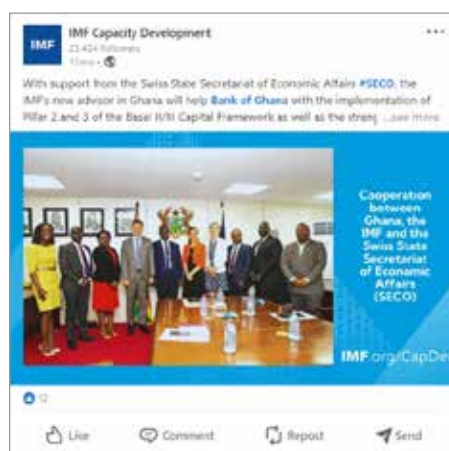 IMF
IMF Capacity Development
23,424 followers
With support from the Swiss State Secretariat of Economic Affairs #SECO, the
IMF's new advisor in Ghana will help Bank of Ghana with the implementation of
Pillar 2 and 3 of the Basel II/III Capital Framework as well as the streng ...see more
Cooperation
between
Ghana, the
IMF and the
Swiss State
Secretariat
of Economic
Affairs
(SECO)
IMF.org/CapDe
12
Like
Comment
Repost
Send